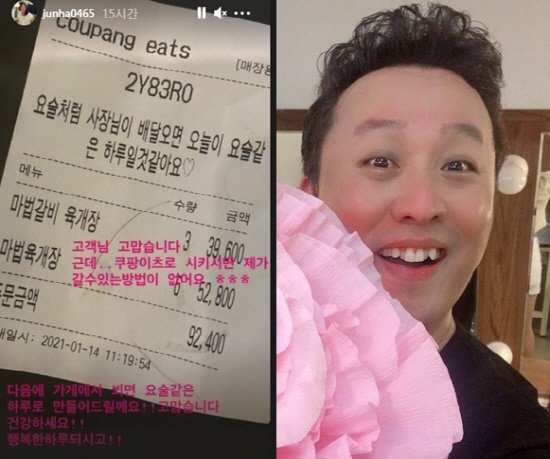 junha0465 15시간
coupang eats
[매장용
2Y83R0
요술처럼 사장님이 배달오면 오늘이 요술같
은 하루일것같아요♡
메뉴 수량 금액
마법갈비 육개장 3 39,600
마법육개장 52,800
고객님 고맙습니다
근데..쿠팡이츠로 시키시면 제가
갈수있는방법이 없어요 ㅎㅎㅎ
주문금액 92,400
매일시: 2021-01-14 11:19:54
다음에 가게에서 뵈면 요술같은
하루로 만들어드릴께요!!고맙습니다
건강하세요!!
행복한하루되시고!!